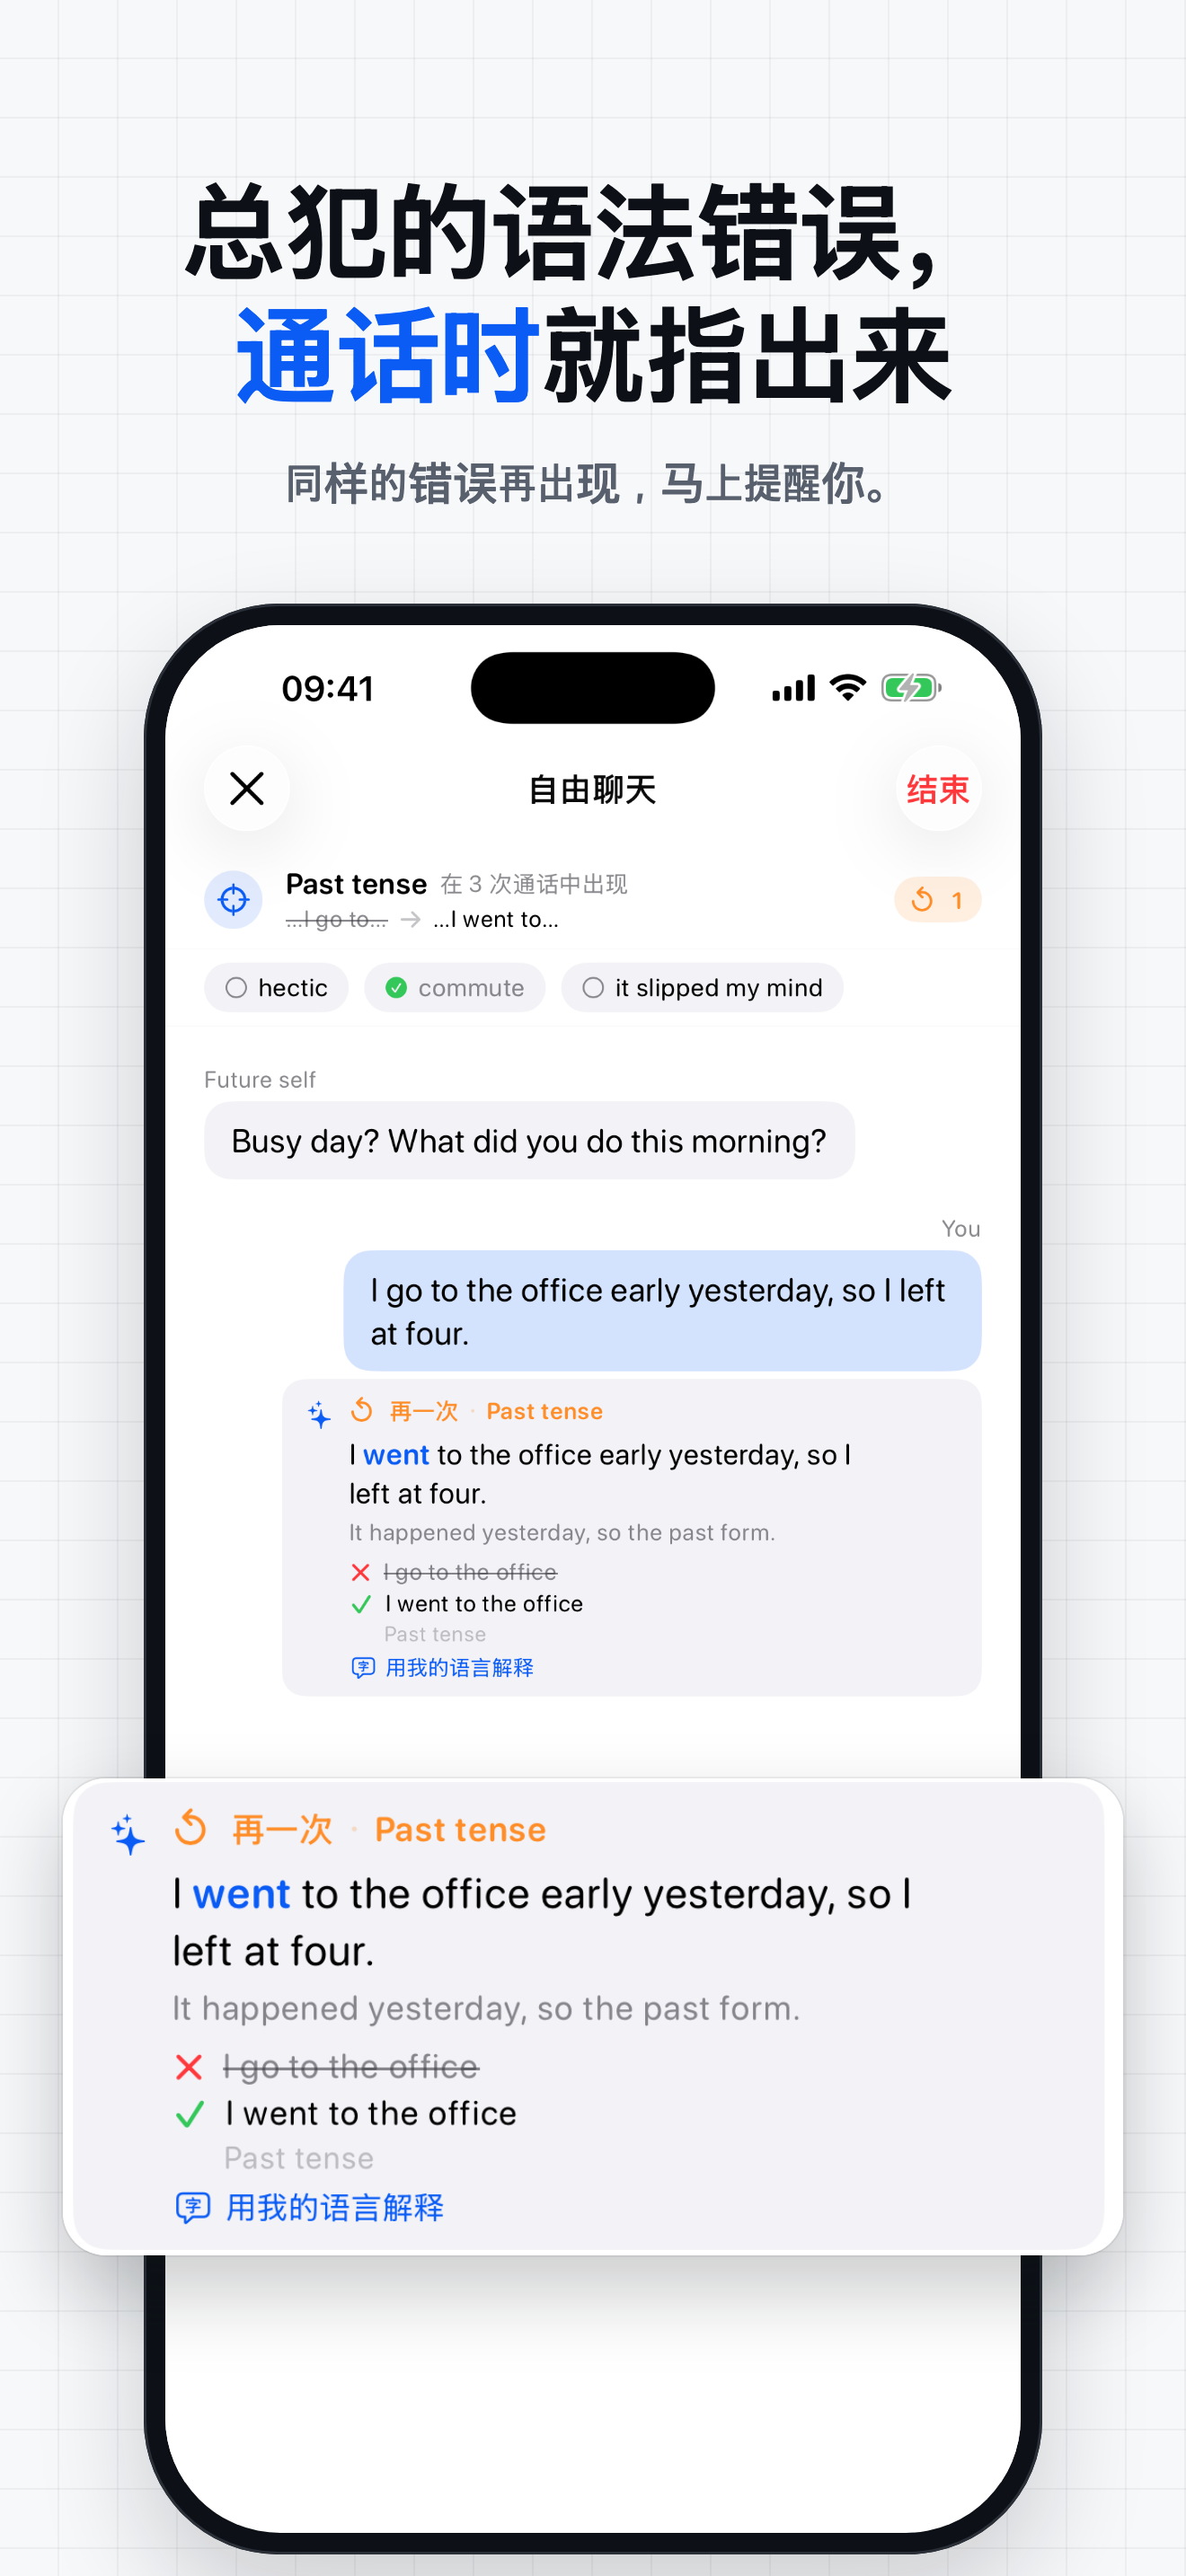 总犯的语法错误，
通话时就指出来
同样的错误再出现，马上提醒你。
09:41
自由聊天
结束
Past tense 在 3 次通话中出现
...I go to... → ...I went to...
1
hectic
commute
it slipped my mind
Future self
Busy day? What did you do this morning?
You
I go to the office early yesterday, so I left
at four.
再一次 · Past tense
I went to the office early yesterday, so I
left at four.
It happened yesterday, so the past form.
I go to the office
I went to the office
Past tense
字 用我的语言解释
再一次 · Past tense
I went to the office early yesterday, so I
left at four.
It happened yesterday, so the past form.
I go to the office
I went to the office
Past tense
字 用我的语言解释